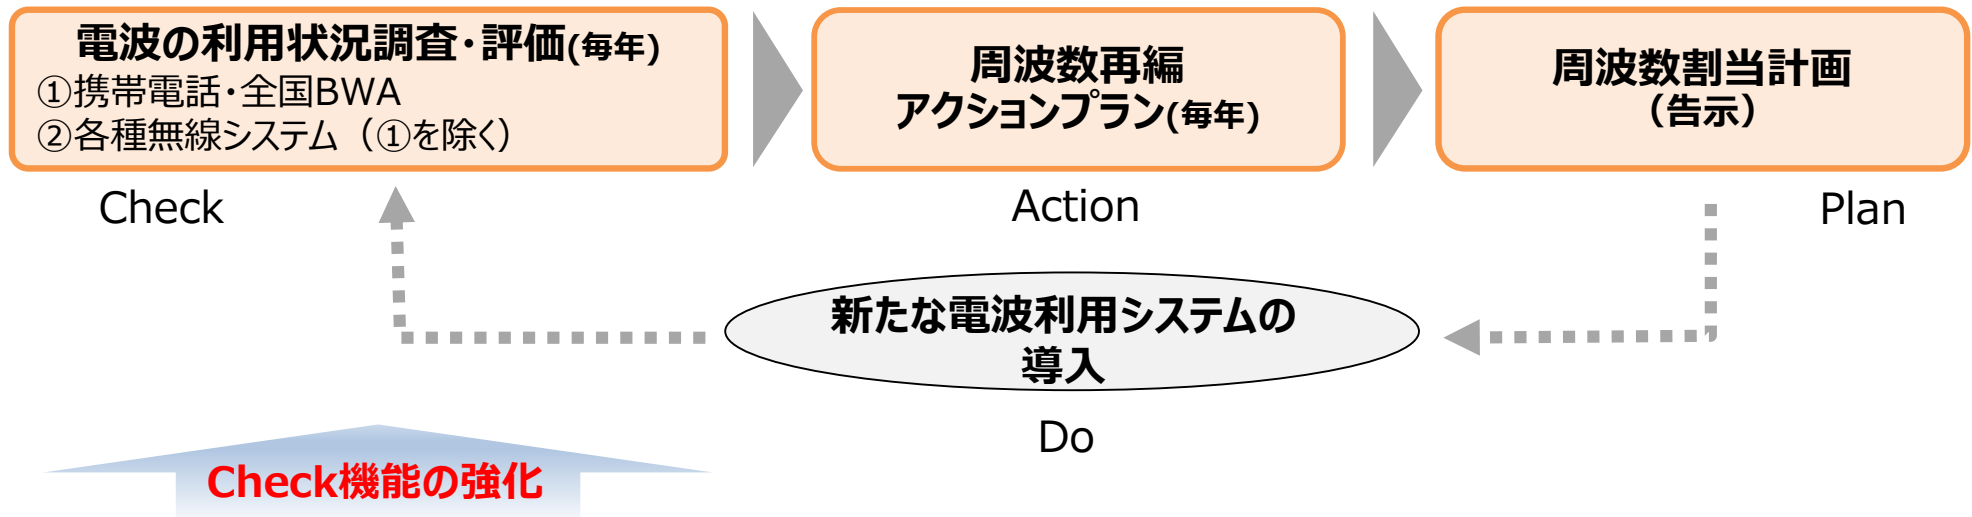 電波の利用状況調査・評価(毎年)
①携帯電話・全国BWA
②各種無線システム（①を除く）
Check
周波数再編
アクションプラン(毎年)
Action
周波数割当計画
（告示）
Plan
新たな電波利用システムの
導入
Do
Check機能の強化